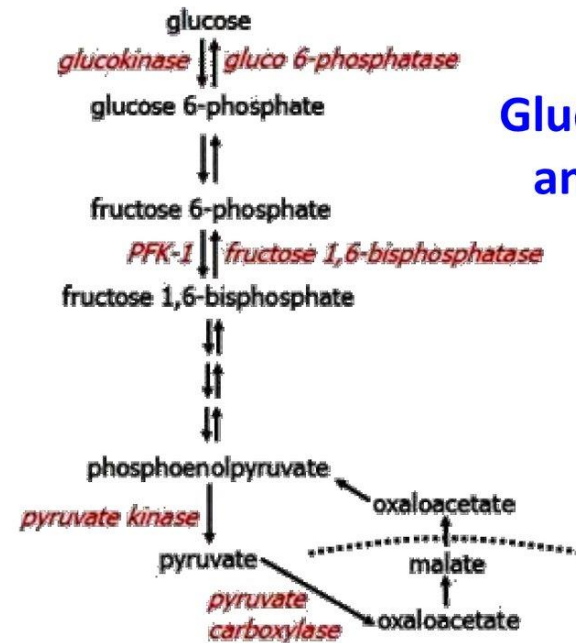 glucose
glucokinase gluco 6-phosphatase
glucose 6-phosphate
fructose 6-phosphate
PFK-1 fructose 1,6-bisphosphatase
fructose 1,6-bisphosphate
phosphoenolpyruvate
oxaloacetate
pyruvate kinase
pyruvate
malate
pyruvate
carboxylase
oxaloacetate